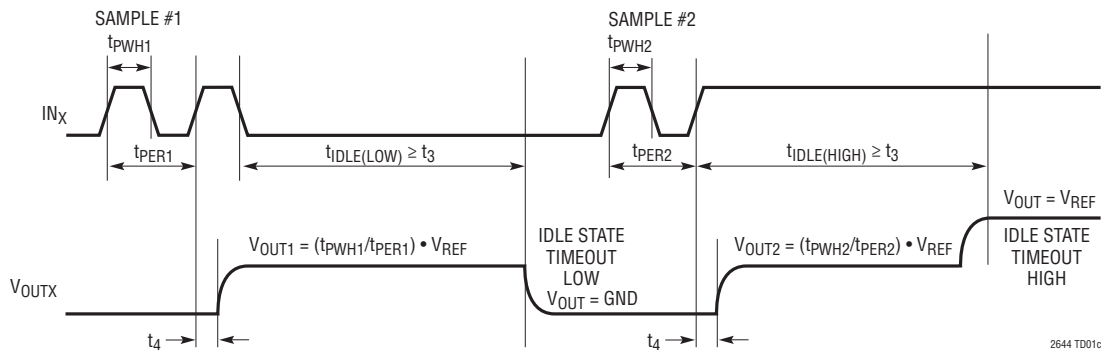 SAMPLE #1
tPWH1
SAMPLE #2
tPWH2
INX
tPER1
tIDLE(LOW) ≥ t3
tPER2
tIDLE(HIGH) ≥ t3
VOUT = VREF
VOUT1 = (tPWH1/tPER1) • VREF
IDLE STATE
TIMEOUT
LOW
VOUT = GND
VOUT2 = (tPWH2/tPER2) • VREF
IDLE STATE
TIMEOUT
HIGH
VOUTX
t4
t4
2644 TD01c